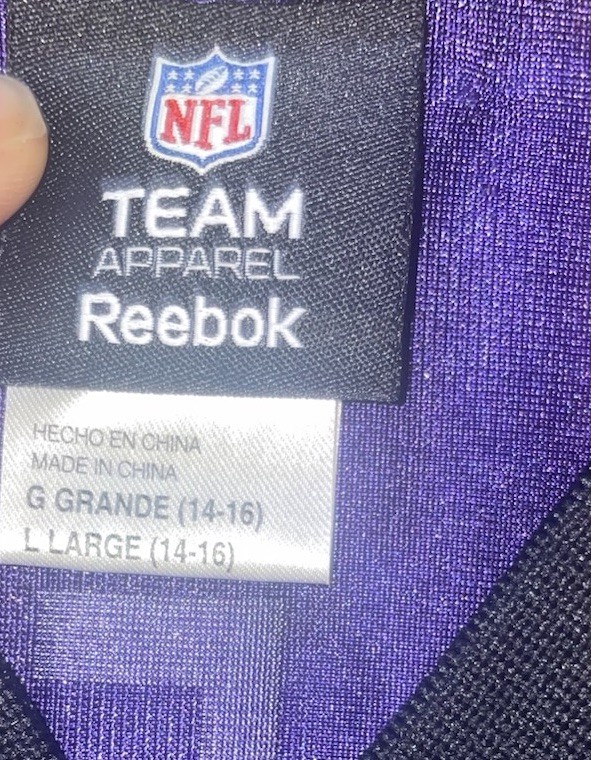 NFL
TEAM
APPAREL
Reebok
HECHO EN CHINA
MADE IN CHINA
G GRANDE (14-16)
L LARGE (14-16)